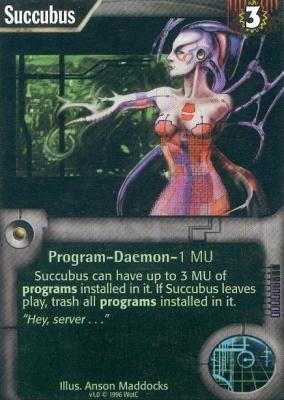 Succubus
3
Program-Daemon-1 MU
Succubus can have up to 3 MU of
programs installed in it. If Succubus leaves
play, trash all programs installed in it.
"Hey, server . . ."
Illus. Anson Maddocks
v1.0 © 1996 WotC